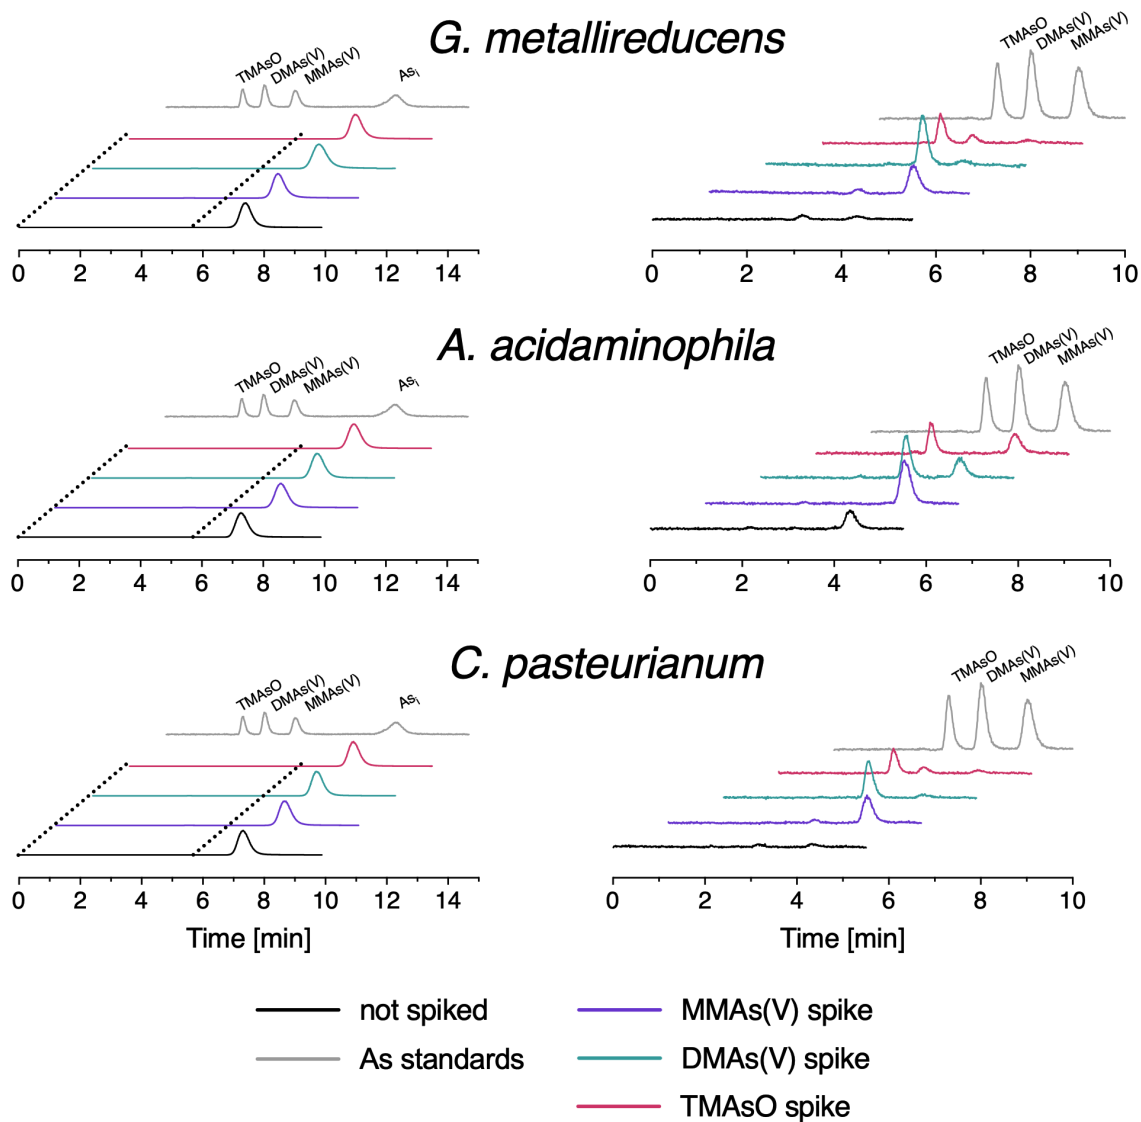 G. metallireducens
TMAsO
DMAs(V)
MMAs(V)
Asi
TMAsO
DMAs(V)
MMAs(V)
0 2 4 6 8 10 12 14
0 2 4 6 8 10
A. acidaminophila
TMAsO
DMAs(V)
MMAs(V)
Asi
TMAsO
DMAs(V)
MMAs(V)
0 2 4 6 8 10 12 14
0 2 4 6 8 10
C. pasteurianum
TMAsO
DMAs(V)
MMAs(V)
Asi
TMAsO
DMAs(V)
MMAs(V)
0 2 4 6 8 10 12 14
0 2 4 6 8 10
Time [min]
Time [min]
not spiked
As standards
MMAs(V) spike
DMAs(V) spike
TMAsO spike